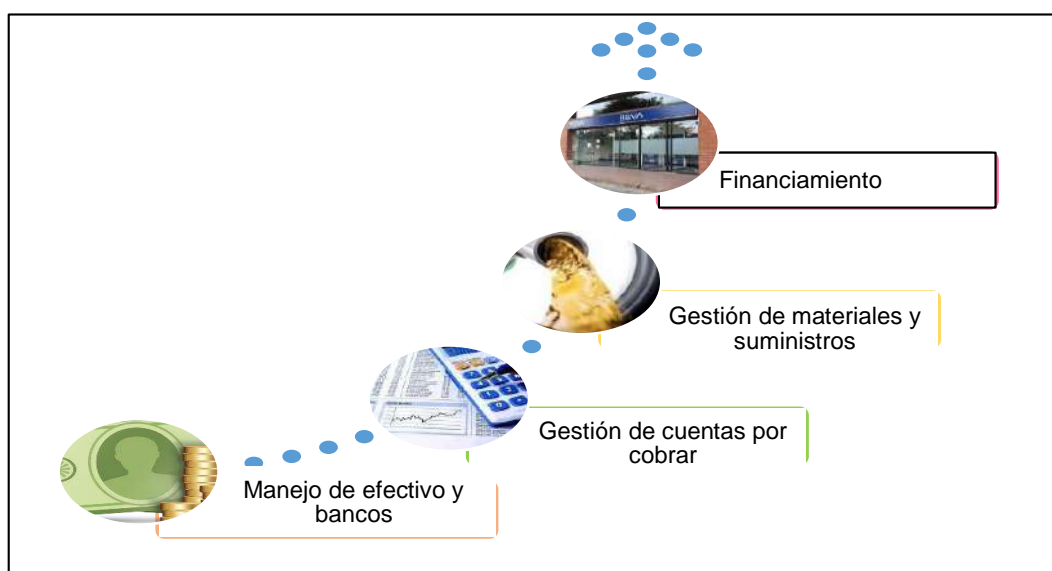 Financiamiento
Gestión de materiales y
suministros
Gestión de cuentas por
cobrar
Manejo de efectivo y
bancos